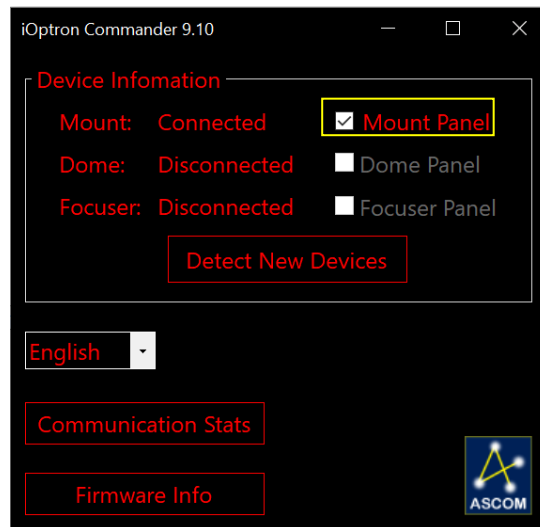 iOptron Commander 9.10
Device Infomation
Mount: Connected Mount Panel
Dome: Disconnected Dome Panel
Focuser: Disconnected Focuser Panel
Detect New Devices
English
Communication Stats
Firmware Info
ASCOM